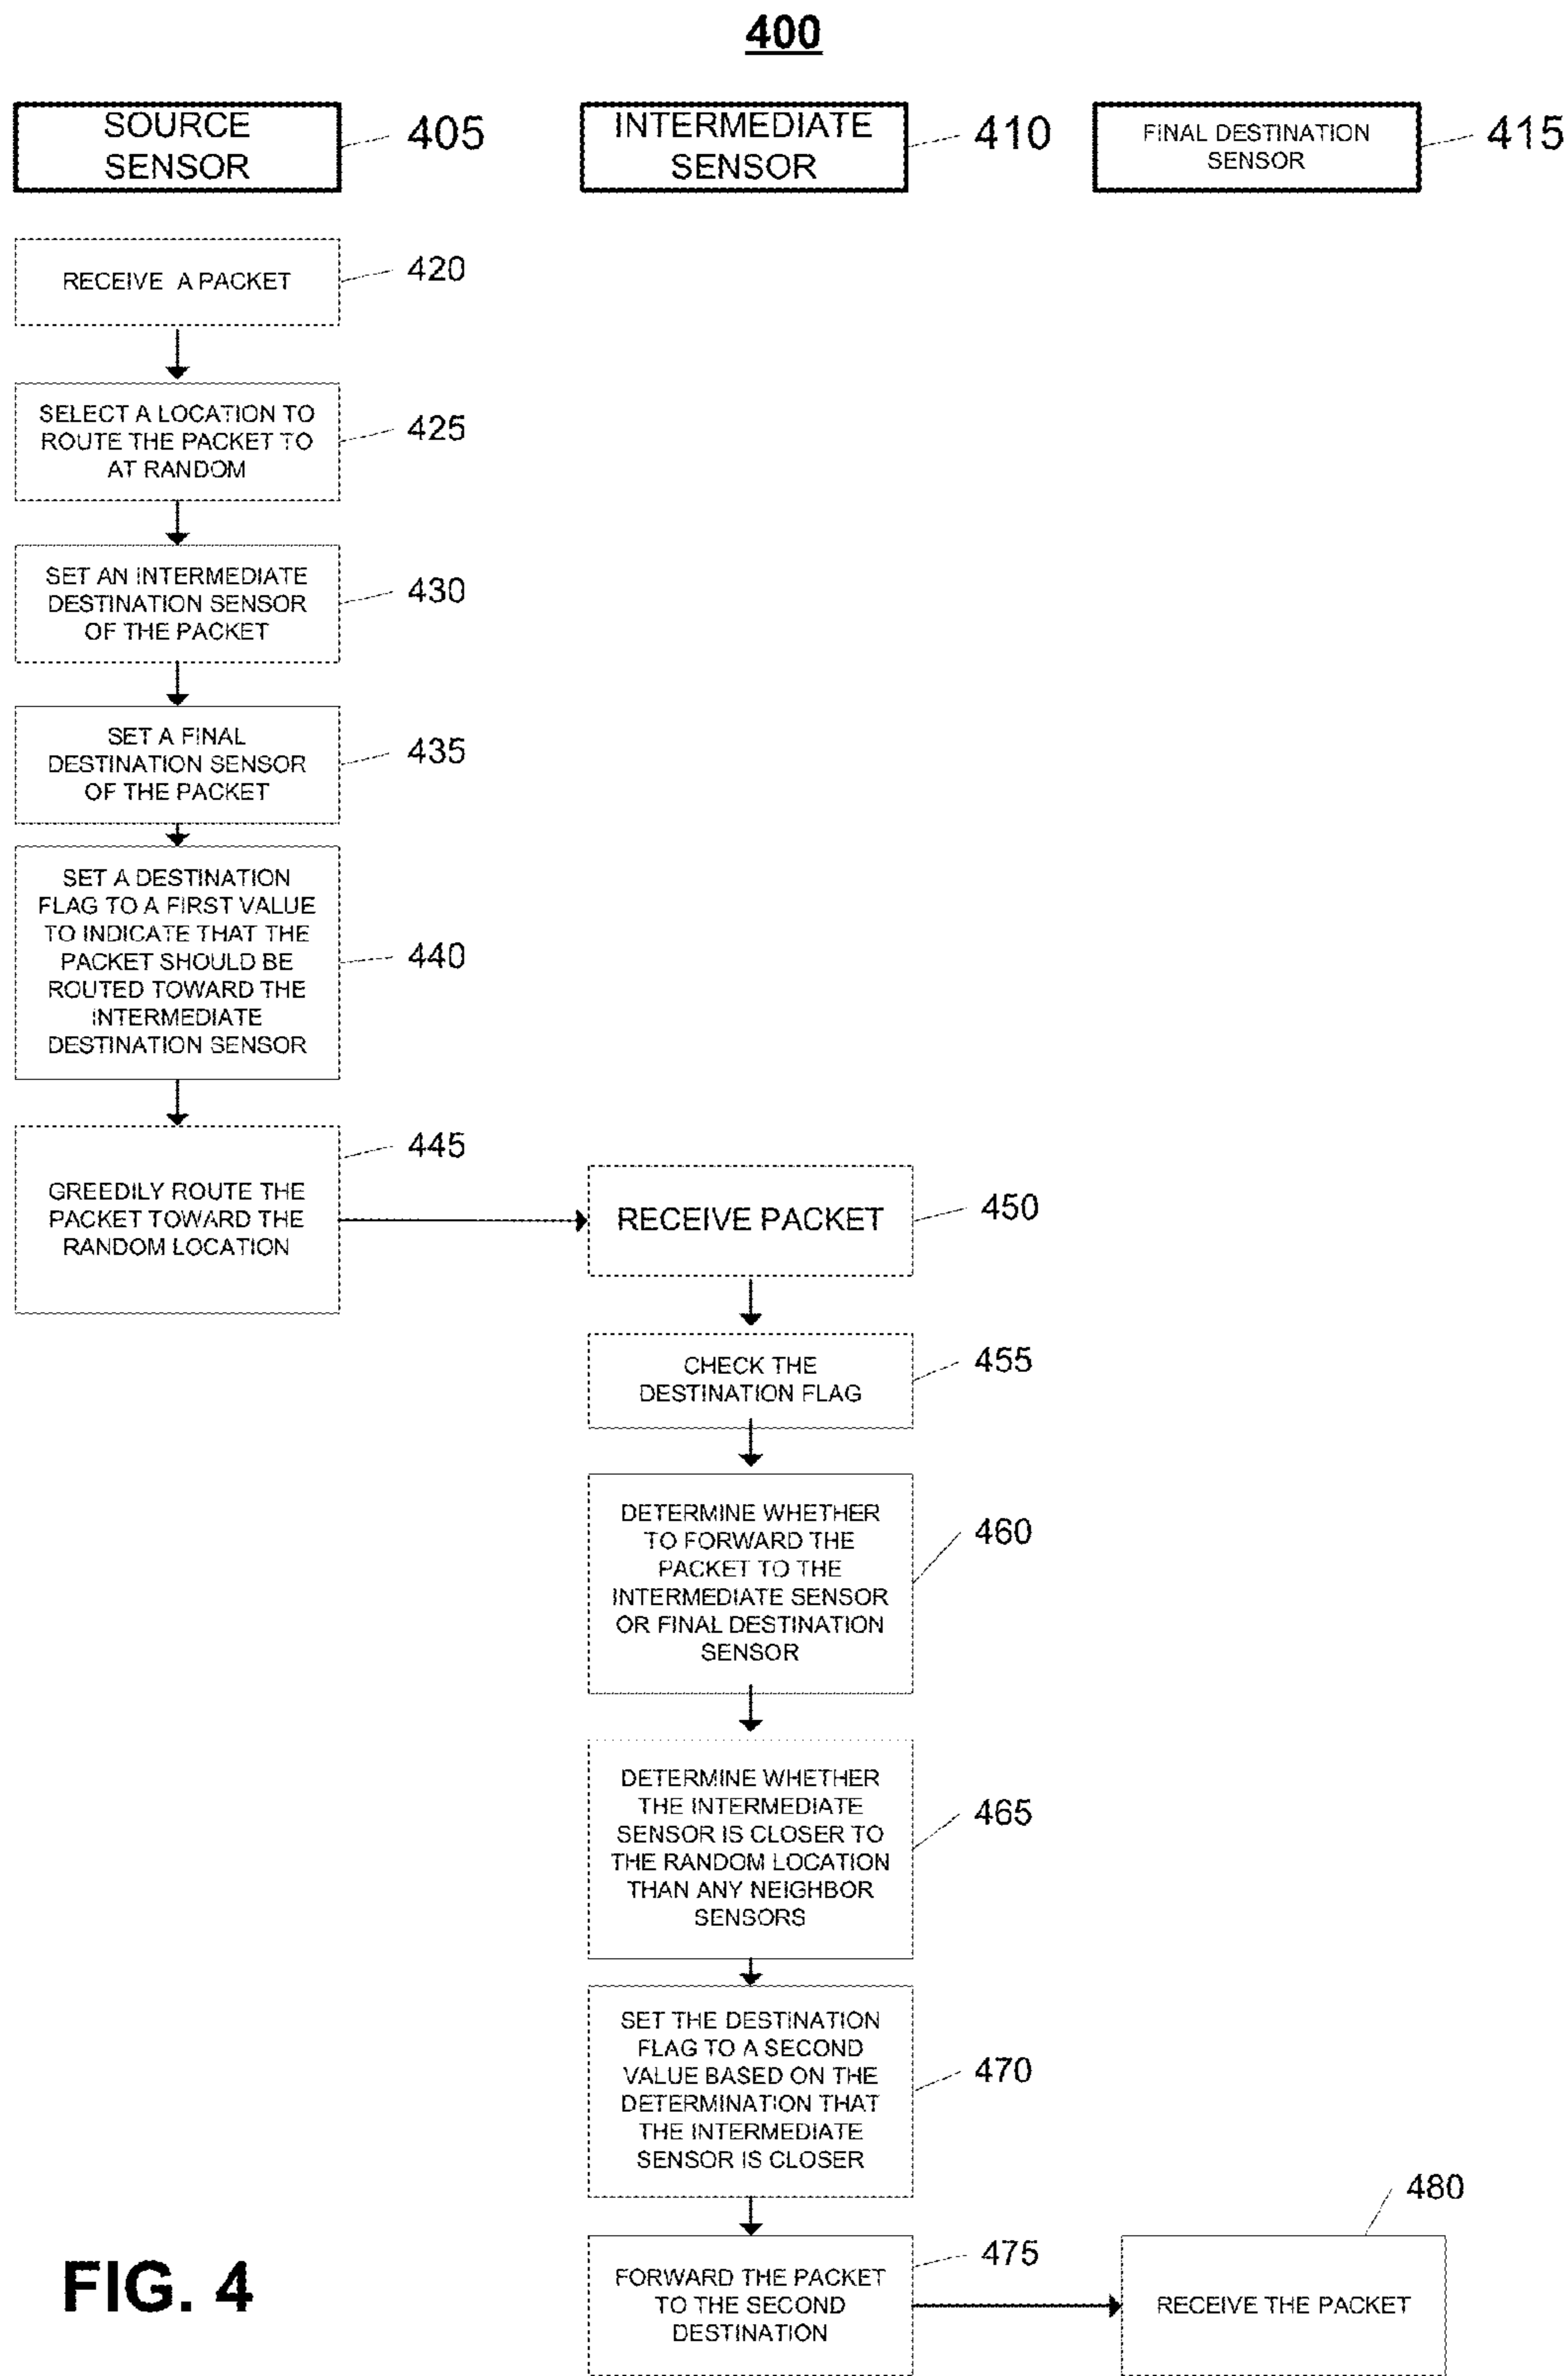 400
SOURCE
SENSOR
405
INTERMEDIATE
SENSOR
410
FINAL DESTINATION
SENSOR
415
RECEIVE A PACKET
420
SELECT A LOCATION TO
ROUTE THE PACKET TO
AT RANDOM
425
SET AN INTERMEDIATE
DESTINATION SENSOR
OF THE PACKET
430
SET A FINAL
DESTINATION SENSOR
OF THE PACKET
435
SET A DESTINATION
FLAG TO A FIRST VALUE
TO INDICATE THAT THE
PACKET SHOULD BE
ROUTED TOWARD THE
INTERMEDIATE
DESTINATION SENSOR
440
GREEDILY ROUTE THE
PACKET TOWARD THE
RANDOM LOCATION
445
RECEIVE PACKET
450
CHECK THE
DESTINATION FLAG
455
DETERMINE WHETHER
TO FORWARD THE
PACKET TO THE
INTERMEDIATE SENSOR
OR FINAL DESTINATION
SENSOR
460
DETERMINE WHETHER
THE INTERMEDIATE
SENSOR IS CLOSER TO
THE RANDOM LOCATION
THAN ANY NEIGHBOR
SENSORS
465
SET THE DESTINATION
FLAG TO A SECOND
VALUE BASED ON THE
DETERMINATION THAT
THE INTERMEDIATE
SENSOR IS CLOSER
470
FORWARD THE PACKET
TO THE SECOND
DESTINATION
475
RECEIVE THE PACKET
480
FIG. 4